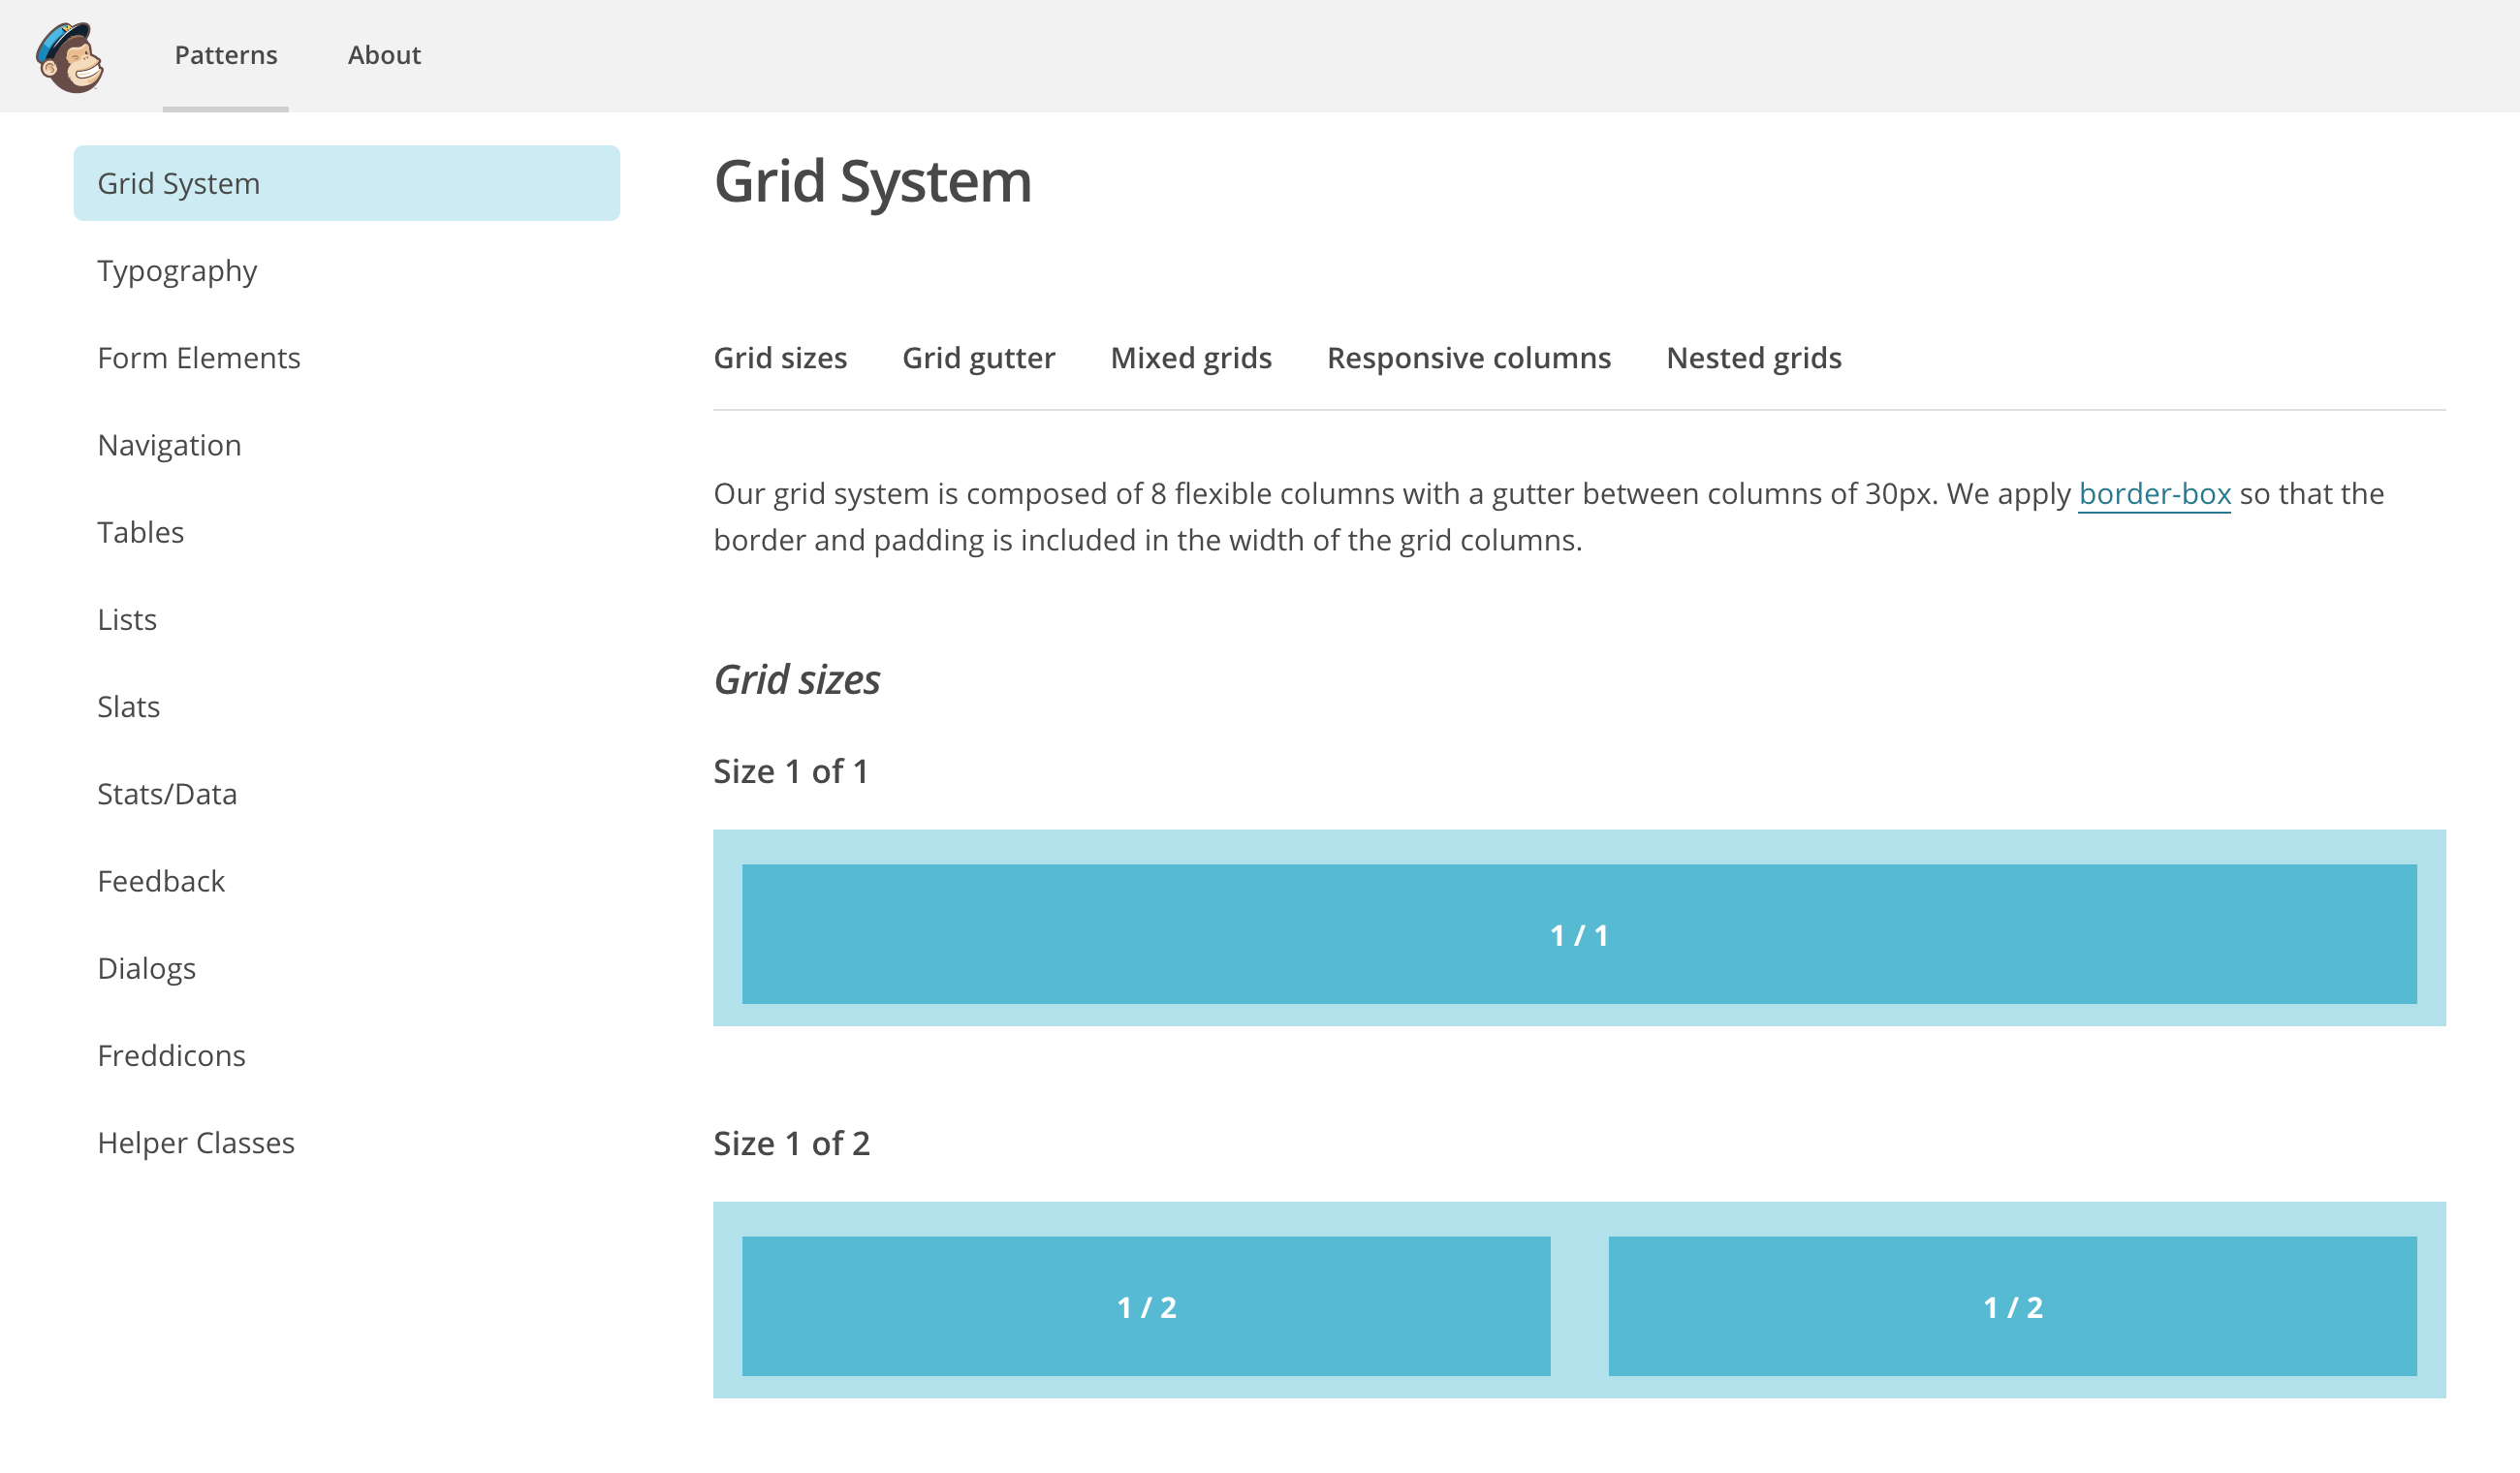 Patterns
About
Grid System
Typography
Form Elements
Navigation
Tables
Lists
Slats
Stats/Data
Feedback
Dialogs
Freddicons
Helper Classes
Grid System
Grid sizes
Grid gutter
Mixed grids
Responsive columns
Nested grids
Our grid system is composed of 8 flexible columns with a gutter between columns of 30px. We apply border-box so that the
border and padding is included in the width of the grid columns.
Grid sizes
Size 1 of 1
1 / 1
Size 1 of 2
1 / 2
1 / 2